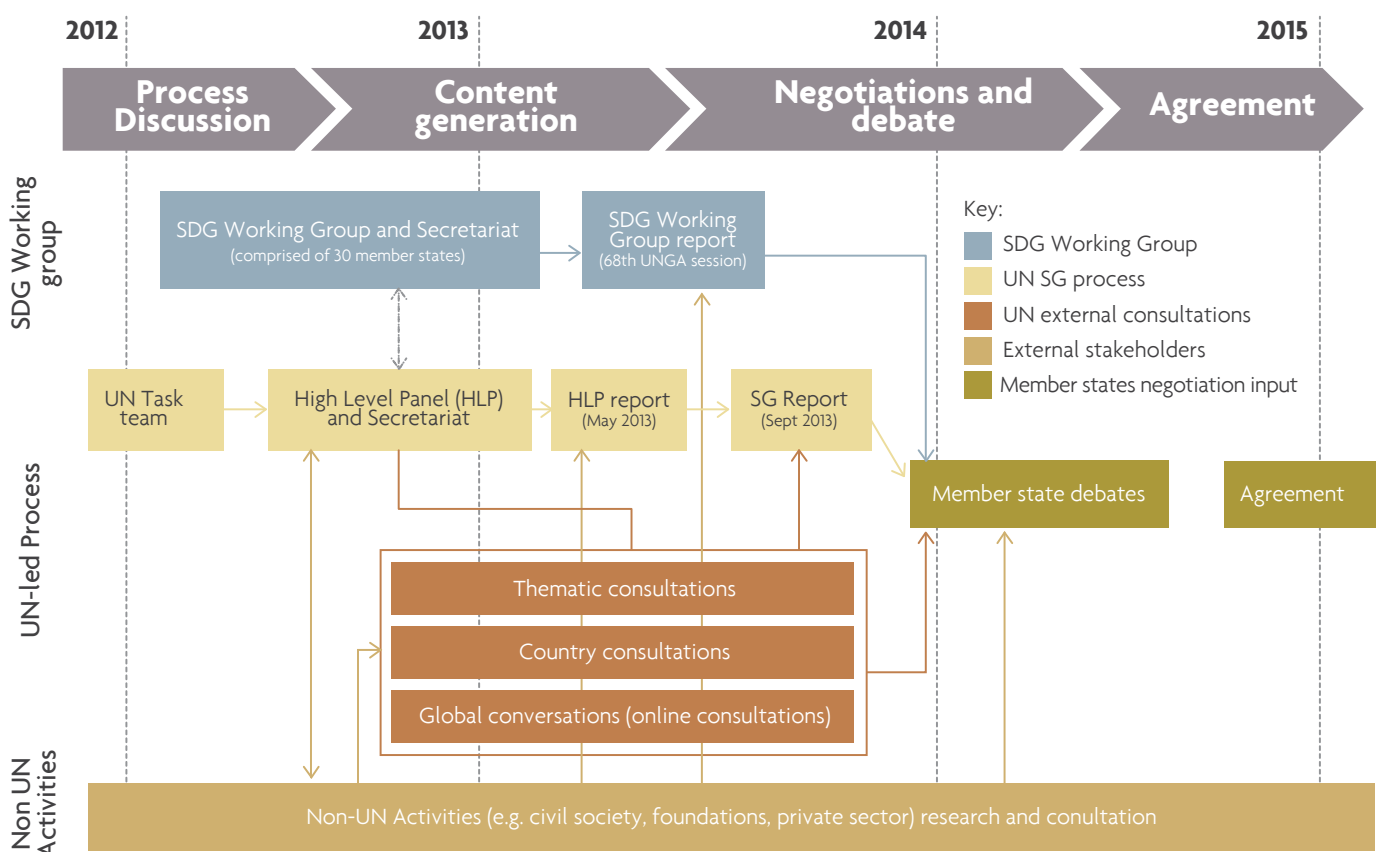 2012
2013
2014
2015
Process
Discussion
Content
generation
Negotiations and
debate
Agreement
SDG Working
group
SDG Working Group and Secretariat
(comprised of 30 member states)
SDG Working
Group report
(68th UNGA session)
Key:
SDG Working Group
UN SG process
UN external consultations
External stakeholders
Member states negotiation input
UN-led Process
UN Task
team
High Level Panel (HLP)
and Secretariat
HLP report
(May 2013)
SG Report
(Sept 2013)
Member state debates
Agreement
Thematic consultations
Country consultations
Global conversations (online consultations)
Non UN
Activities
Non-UN Activities (e.g. civil society, foundations, private sector) research and conultation